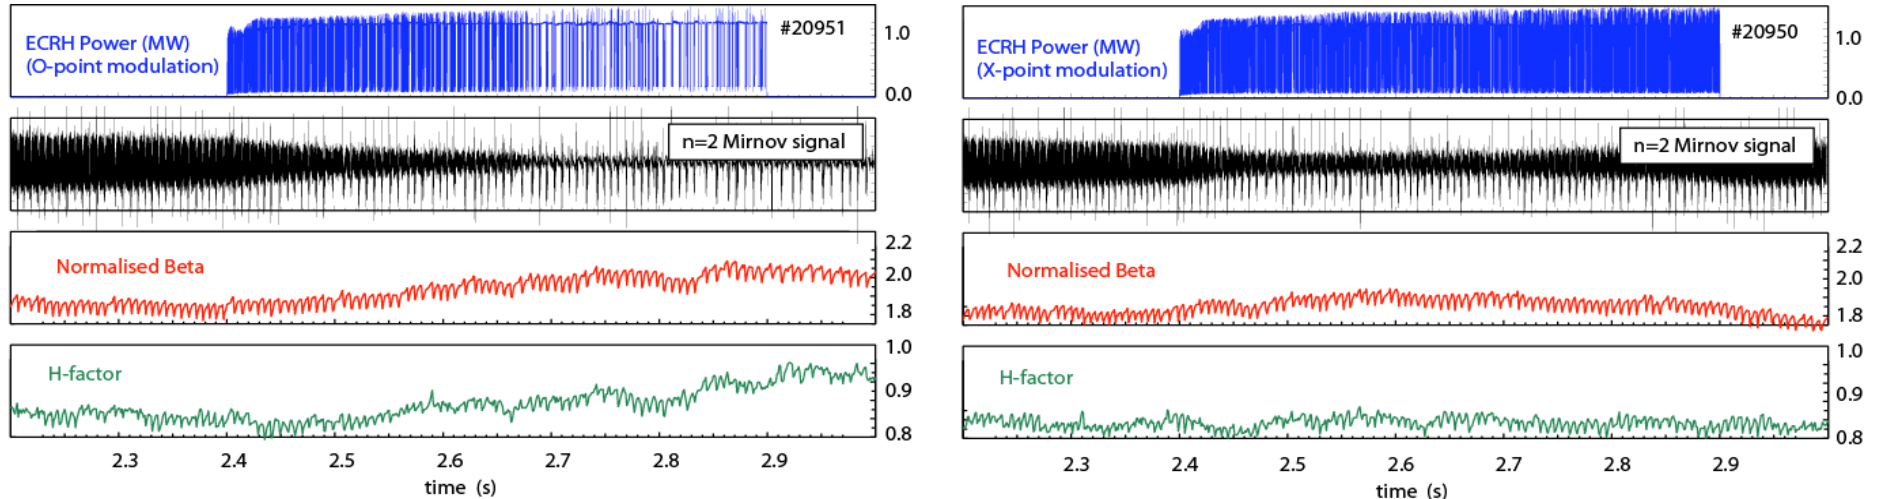 ECRH Power (MW)
(O-point modulation)
#20951
1.0
0.0
n=2 Mirnov signal
Normalised Beta
2.2
2.0
1.8
H-factor
1.0
0.9
0.8
2.3 2.4 2.5 2.6 2.7 2.8 2.9
time (s)
ECRH Power (MW)
(X-point modulation)
#20950
1.0
0.0
n=2 Mirnov signal
Normalised Beta
2.2
2.0
1.8
H-factor
1.0
0.9
0.8
2.3 2.4 2.5 2.6 2.7 2.8 2.9
time (s)